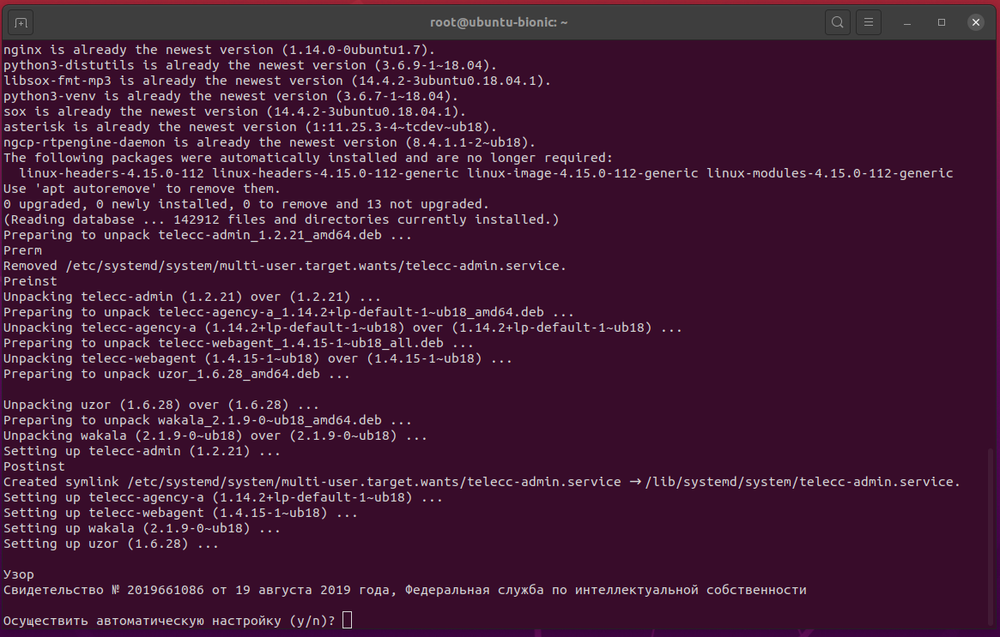 root@ubuntu-bionic: ~
nginx is already the newest version (1.14.0-0ubuntu1.7).
python3-distutils is already the newest version (3.6.9-1~18.04).
libsox-fmt-mp3 is already the newest version (14.4.2-3ubuntu0.18.04.1).
python3-venv is already the newest version (3.6.7-1~18.04).
sox is already the newest version (14.4.2-3ubuntu0.18.04.1).
asterisk is already the newest version (1:11.25.3-4~tcdev~ub18).
ngcp-rtpengine-daemon is already the newest version (8.4.1.1-2~ub18).
The following packages were automatically installed and are no longer required:
  linux-headers-4.15.0-112 linux-headers-4.15.0-112-generic linux-image-4.15.0-112-generic linux-modules-4.15.0-112-generic
Use 'apt autoremove' to remove them.
0 upgraded, 0 newly installed, 0 to remove and 13 not upgraded.
(Reading database ... 142912 files and directories currently installed.)
Preparing to unpack telecc-admin_1.2.21_amd64.deb ...
Prerm
Removed /etc/systemd/system/multi-user.target.wants/telecc-admin.service.
Preinst
Unpacking telecc-admin (1.2.21) over (1.2.21) ...
Preparing to unpack telecc-agency-a_1.14.2+lp-default-1~ub18_amd64.deb ...
Unpacking telecc-agency-a (1.14.2+lp-default-1~ub18) over (1.14.2+lp-default-1~ub18) ...
Preparing to unpack telecc-webagent_1.4.15-1~ub18_all.deb ...
Unpacking telecc-webagent (1.4.15-1~ub18) over (1.4.15-1~ub18) ...
Preparing to unpack uzor_1.6.28_amd64.deb ...
Unpacking uzor (1.6.28) over (1.6.28) ...
Preparing to unpack wakala_2.1.9-0~ub18_amd64.deb ...
Unpacking wakala (2.1.9-0~ub18) over (2.1.9-0~ub18) ...
Setting up telecc-admin (1.2.21) ...
Postinst
Created symlink /etc/systemd/system/multi-user.target.wants/telecc-admin.service → /lib/systemd/system/telecc-admin.service.
Setting up telecc-agency-a (1.14.2+lp-default-1~ub18) ...
Setting up telecc-webagent (1.4.15-1~ub18) ...
Setting up wakala (2.1.9-0~ub18) ...
Setting up uzor (1.6.28) ...
Узор
Свидетельство № 2019661086 от 19 августа 2019 года, Федеральная служба по интеллектуальной собственности
Осуществить автоматическую настройку (y/n)?